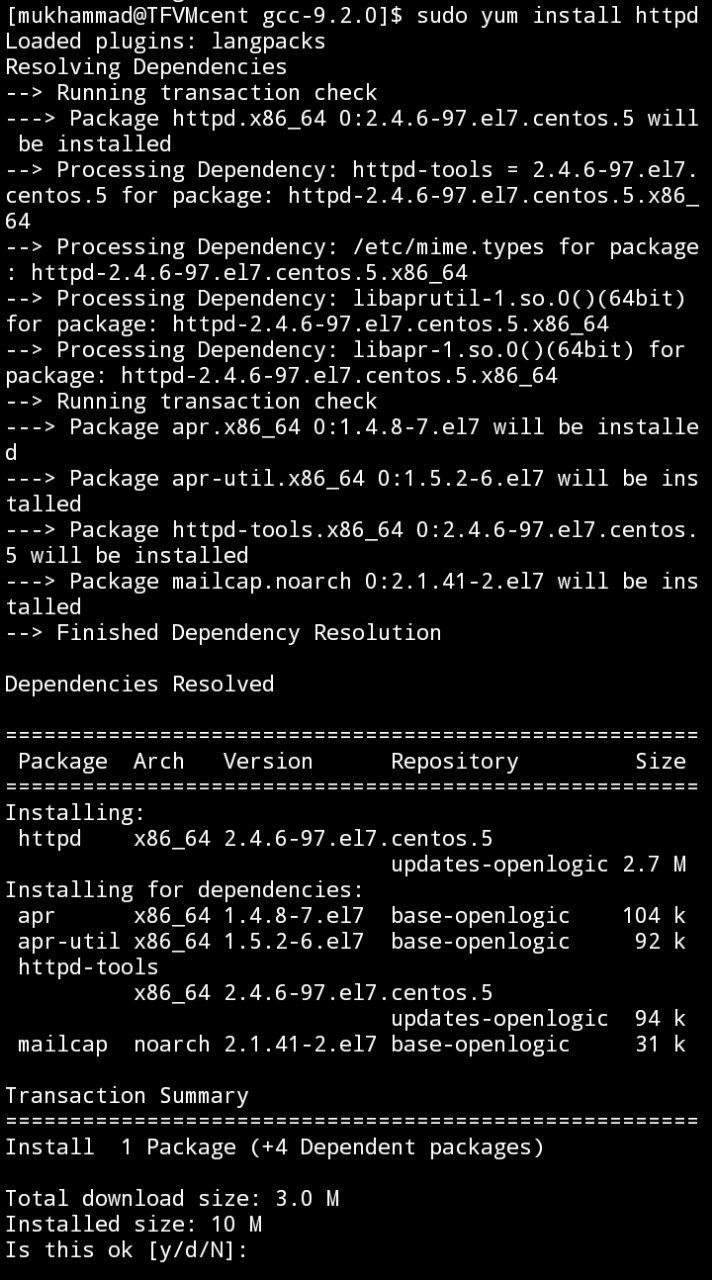 [mukhammad@TFVMcent gcc-9.2.0]$ sudo yum install httpd
Loaded plugins: langpacks
Resolving Dependencies
--> Running transaction check
---> Package httpd.x86_64 0:2.4.6-97.el7.centos.5 will
 be installed
--> Processing Dependency: httpd-tools = 2.4.6-97.el7.
centos.5 for package: httpd-2.4.6-97.el7.centos.5.x86_
64
--> Processing Dependency: /etc/mime.types for package
: httpd-2.4.6-97.el7.centos.5.x86_64
--> Processing Dependency: libaprutil-1.so.0()(64bit)
for package: httpd-2.4.6-97.el7.centos.5.x86_64
--> Processing Dependency: libapr-1.so.0()(64bit) for
package: httpd-2.4.6-97.el7.centos.5.x86_64
--> Running transaction check
---> Package apr.x86_64 0:1.4.8-7.el7 will be installe
d
---> Package apr-util.x86_64 0:1.5.2-6.el7 will be ins
talled
---> Package httpd-tools.x86_64 0:2.4.6-97.el7.centos.
5 will be installed
---> Package mailcap.noarch 0:2.1.41-2.el7 will be ins
talled
--> Finished Dependency Resolution

Dependencies Resolved

======================================================
 Package  Arch   Version      Repository         Size
======================================================
Installing:
 httpd    x86_64 2.4.6-97.el7.centos.5
                              updates-openlogic 2.7 M
Installing for dependencies:
 apr      x86_64 1.4.8-7.el7  base-openlogic    104 k
 apr-util x86_64 1.5.2-6.el7  base-openlogic     92 k
 httpd-tools
          x86_64 2.4.6-97.el7.centos.5
                              updates-openlogic  94 k
 mailcap  noarch 2.1.41-2.el7 base-openlogic     31 k

Transaction Summary
======================================================
Install  1 Package (+4 Dependent packages)

Total download size: 3.0 M
Installed size: 10 M
Is this ok [y/d/N]: